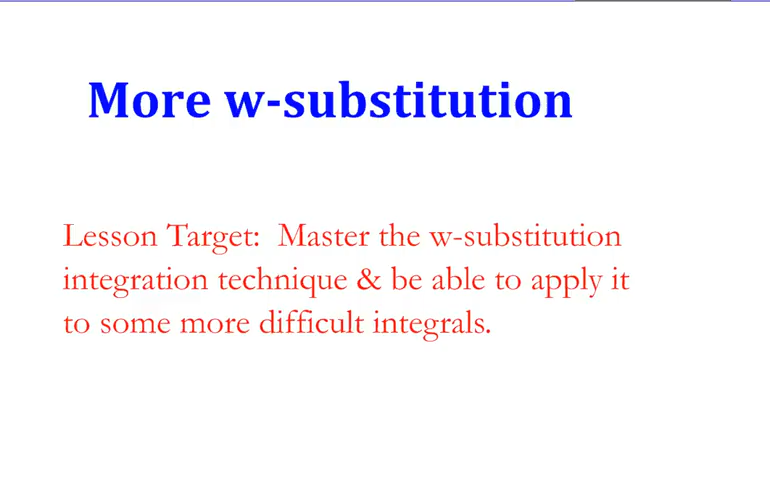 More w-substitution
Lesson Target:  Master the w-substitution
integration technique & be able to apply it
to some more difficult integrals.